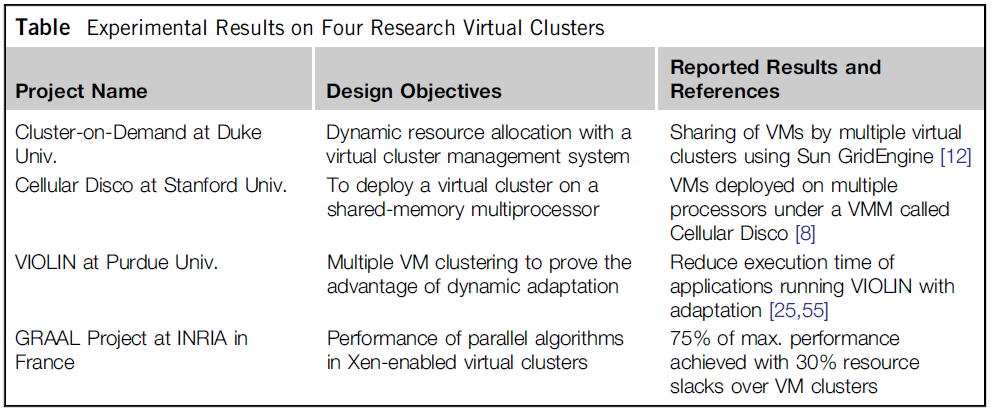 Table Experimental Results on Four Research Virtual Clusters
Project Name
Design Objectives
Reported Results and
References
Cluster-on-Demand at Duke
Univ.
Dynamic resource allocation with a
virtual cluster management system
Sharing of VMs by multiple virtual
clusters using Sun GridEngine [12]
Cellular Disco at Stanford Univ.
To deploy a virtual cluster on a
shared-memory multiprocessor
VMs deployed on multiple
processors under a VMM called
Cellular Disco [8]
VIOLIN at Purdue Univ.
Multiple VM clustering to prove the
advantage of dynamic adaptation
Reduce execution time of
applications running VIOLIN with
adaptation [25,55]
GRAAL Project at INRIA in
France
Performance of parallel algorithms
in Xen-enabled virtual clusters
75% of max. performance
achieved with 30% resource
slacks over VM clusters